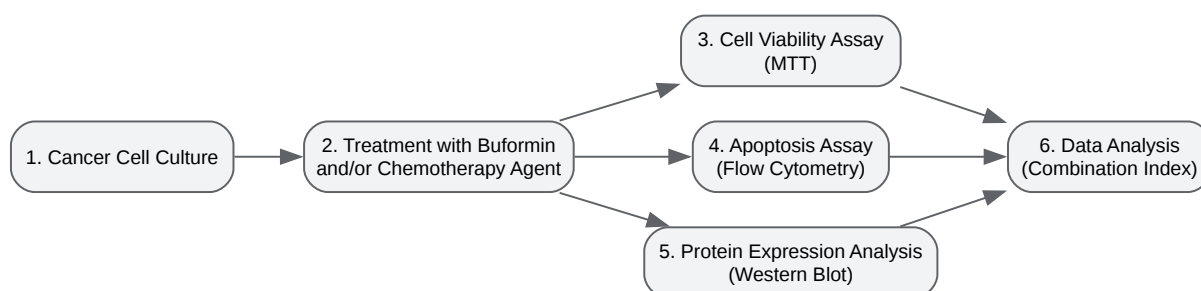 1. Cancer Cell Culture
2. Treatment with Buformin
and/or Chemotherapy Agent
3. Cell Viability Assay
(MTT)
4. Apoptosis Assay
(Flow Cytometry)
5. Protein Expression Analysis
(Western Blot)
6. Data Analysis
(Combination Index)